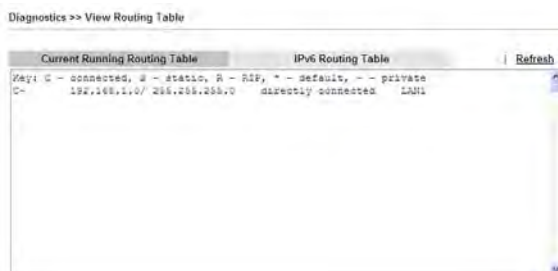 Diagnostics >> View Routing Table
Current Running Routing Table IPv6 Routing Table | Refresh
Key: C - connected, S - static, R - RIP, * - default, ~ - private
C~ 192.168.1.0/ 255.255.255.0 directly connected LAN1